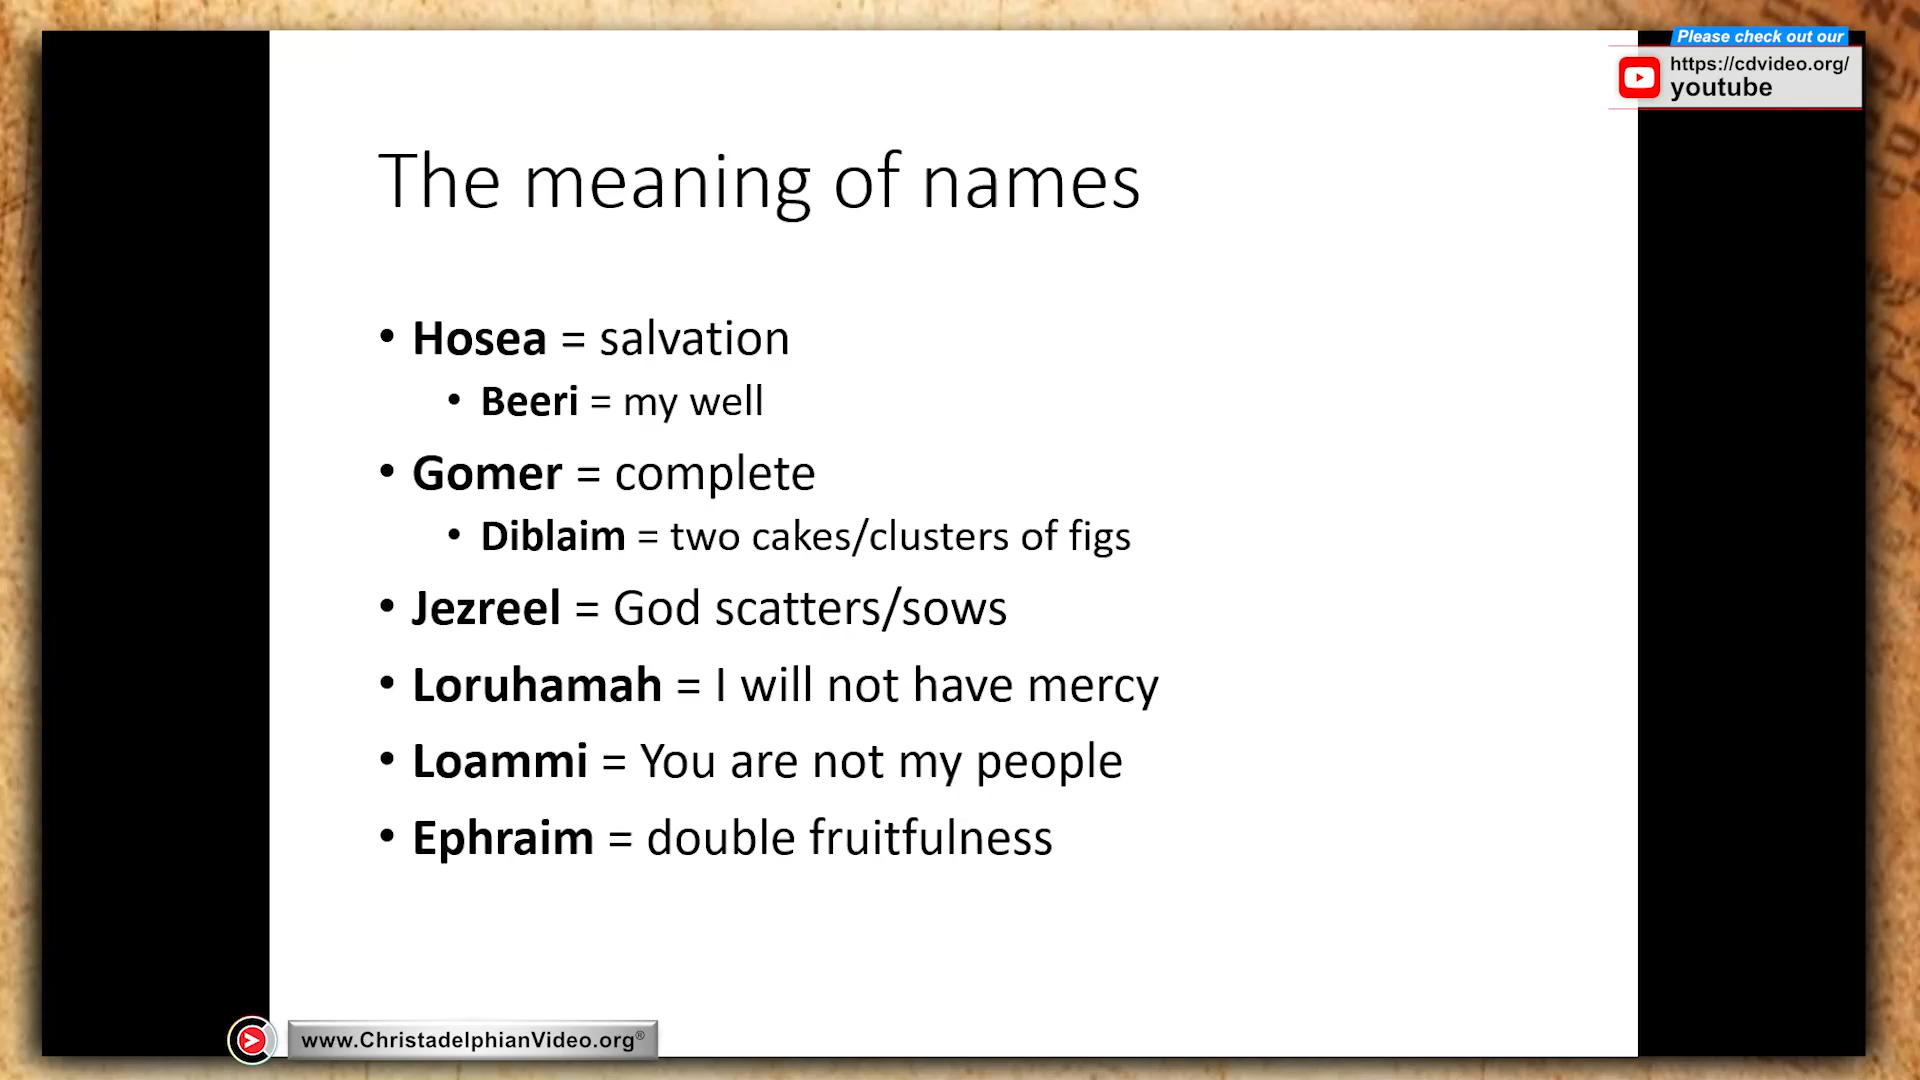 Please check out our
https://cdvideo.org/
youtube
The meaning of names
• Hosea = salvation
• Beeri = my well
• Gomer = complete
• Diblaim = two cakes/clusters of figs
• Jezreel = God scatters/sows
• Loruhamah = I will not have mercy
• Loammi = You are not my people
• Ephraim = double fruitfulness
www.ChristadelphianVideo.org®